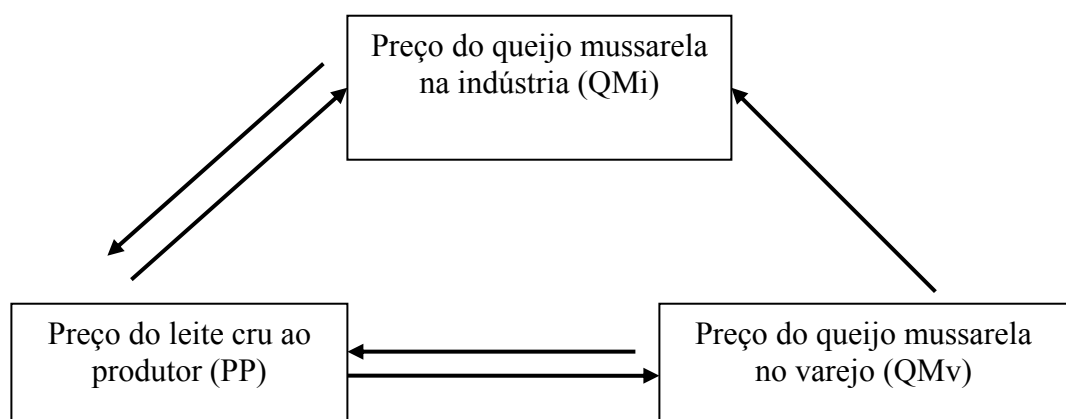 Preço do queijo mussarela
na indústria (QMi)
Preço do leite cru ao
produtor (PP)
Preço do queijo mussarela
no varejo (QMv)